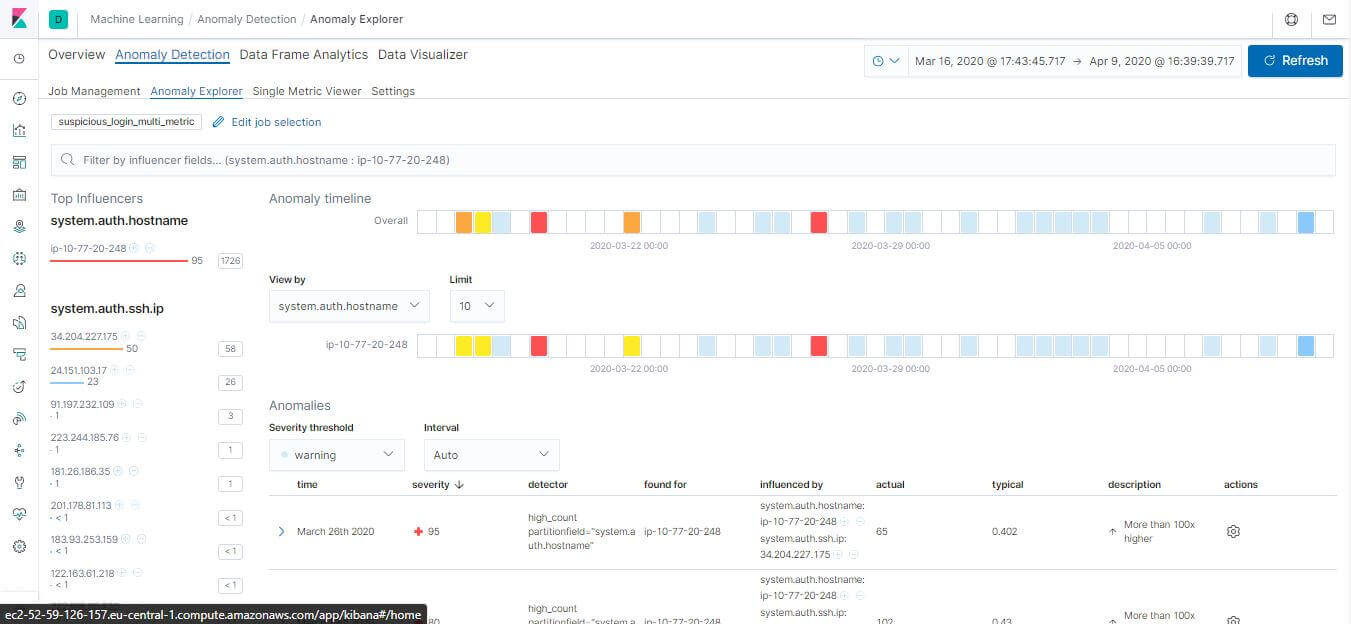 D Machine Learning / Anomaly Detection / Anomaly Explorer
Overview Anomaly Detection Data Frame Analytics Data Visualizer
Mar 16, 2020 @ 17:43:45.717 → Apr 9, 2020 @ 16:39:39.717 Refresh
Job Management Anomaly Explorer Single Metric Viewer Settings
suspicious_login_multi_metric Edit job selection
Filter by influencer fields... (system.auth.hostname : ip-10-77-20-248)
Top Influencers
system.auth.hostname
ip-10-77-20-248
95 1726
system.auth.ssh.ip
34.204.227.175
50 58
24.151.103.17
23 26
91.197.232.109
1 3
223.244.185.76
1 1
181.26.186.35
1 1
201.178.81.113
< 1 < 1
183.93.253.159
< 1 < 1
122.163.61.218
< 1 < 1
Anomaly timeline
Overall
2020-03-22 00:00 2020-03-29 00:00 2020-04-05 00:00
View by Limit
system.auth.hostname 10
ip-10-77-20-248
2020-03-22 00:00 2020-03-29 00:00 2020-04-05 00:00
Anomalies
Severity threshold Interval
warning Auto
time severity ↓ detector found for influenced by actual typical description actions
March 26th 2020 95
high_count
partitionfield="system.a
uth.hostname"
ip-10-77-20-248
system.auth.hostname:
ip-10-77-20-248
system.auth.ssh.ip:
34.204.227.175
65 0.402
↑ More than 100x
higher
80
high_count
partitionfield="system.a
ip-10-77-20-248
system.auth.hostname:
ip-10-77-20-248
system.auth.ssh.ip:
102 0.43
↑ More than 100x
ec2-52-59-126-157.eu-central-1.compute.amazonaws.com/app/kibana#/home